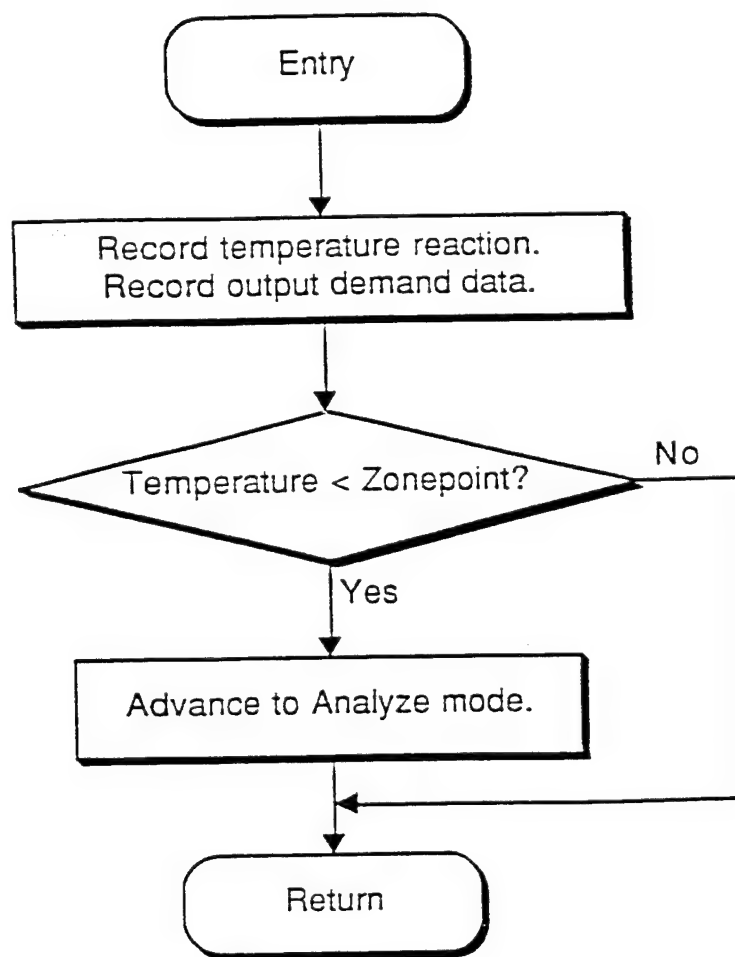 Entry
Record temperature reaction.
Record output demand data.
Temperature < Zonepoint?
No
Yes
Advance to Analyze mode.
Return